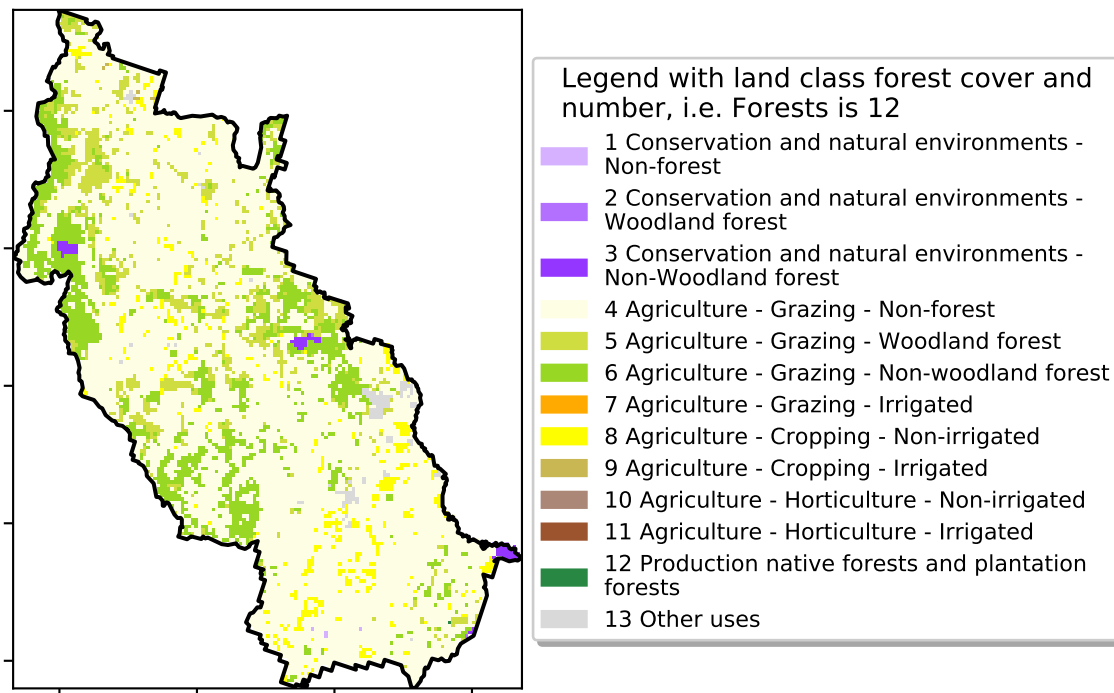 Legend with land class forest cover and
number, i.e. Forests is 12
1 Conservation and natural environments -
Non-forest
2 Conservation and natural environments -
Woodland forest
3 Conservation and natural environments -
Non-Woodland forest
4 Agriculture - Grazing - Non-forest
5 Agriculture - Grazing - Woodland forest
6 Agriculture - Grazing - Non-woodland forest
7 Agriculture - Grazing - Irrigated
8 Agriculture - Cropping - Non-irrigated
9 Agriculture - Cropping - Irrigated
10 Agriculture - Horticulture - Non-irrigated
11 Agriculture - Horticulture - Irrigated
12 Production native forests and plantation
forests
13 Other uses